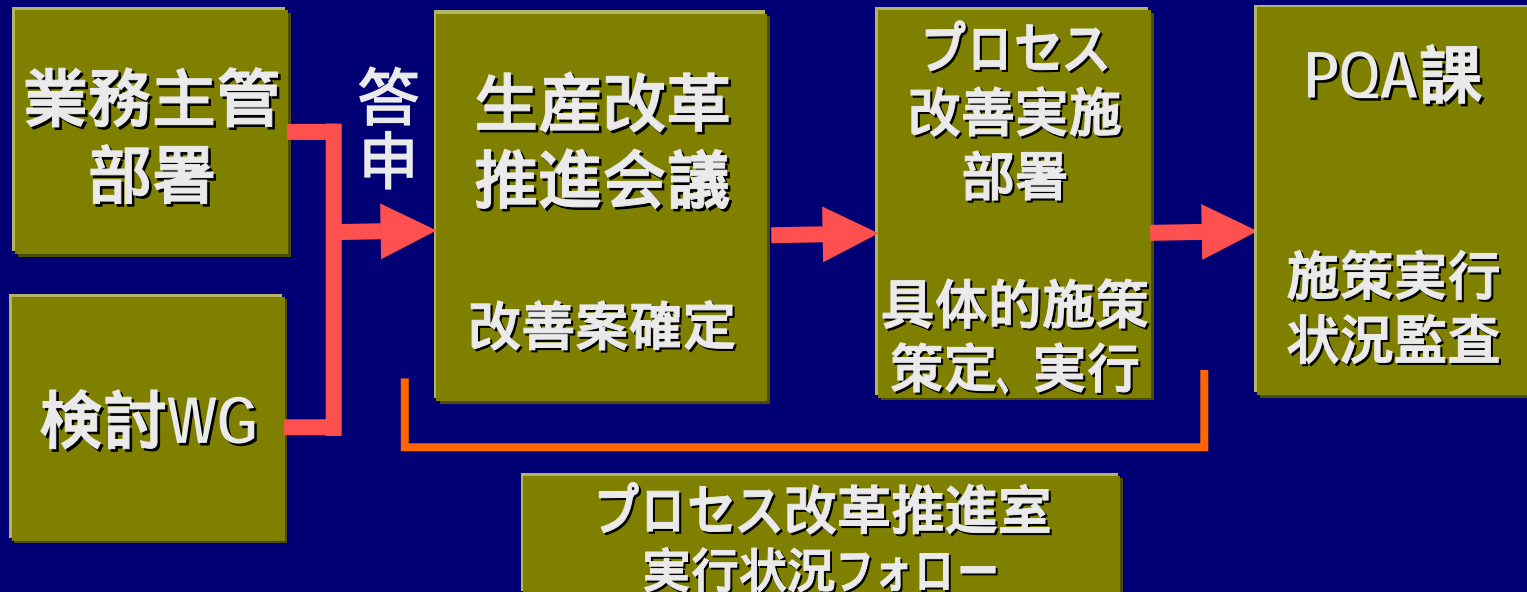 業務主管
部署
検討WG
答
申
生産改革
推進会議
改善案確定
プロセス
改善実施
部署
具体的施策
策定、実行
PQA課
施策実行
状況監査
プロセス改革推進室
実行状況フォロー